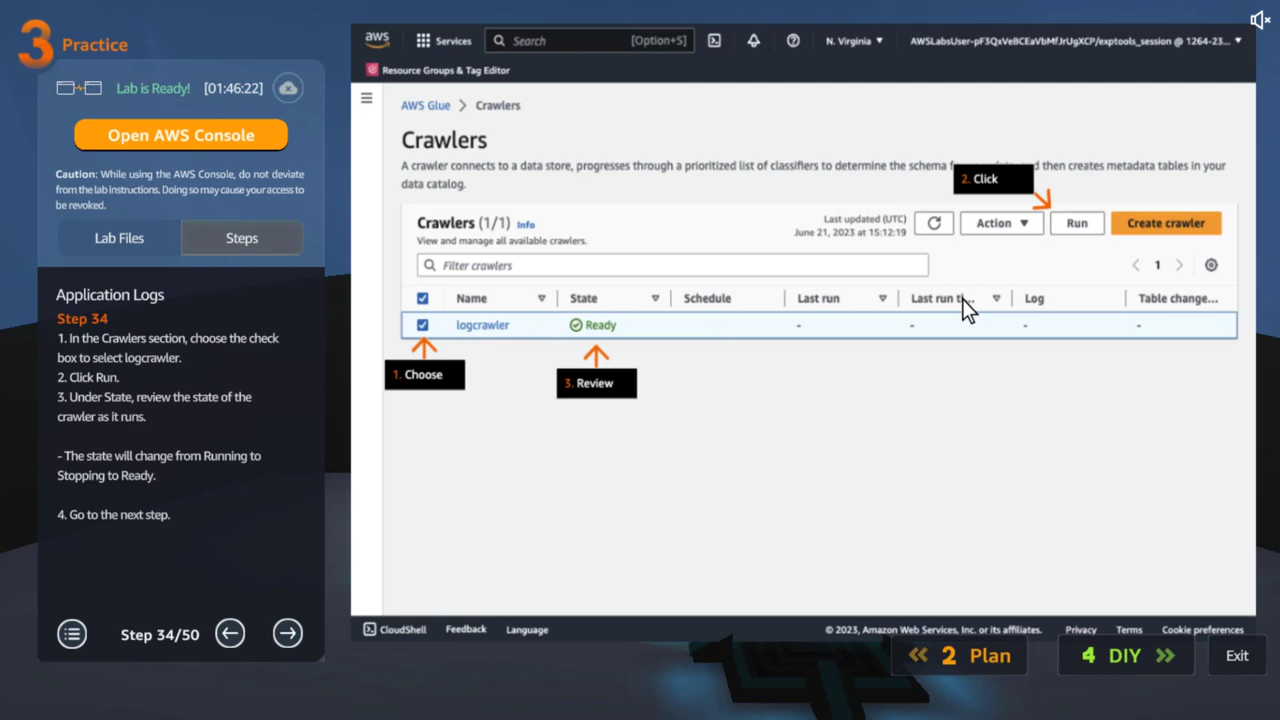 3 Practice
Lab is Ready! [01:46:22]
Open AWS Console
Caution: While using the AWS Console, do not deviate
from the lab instructions. Doing so may cause your access to
be revoked.
Lab Files
Steps
Application Logs
Step 34
1. In the Crawlers section, choose the check
box to select logcrawler.
2. Click Run.
3. Under State, review the state of the
crawler as it runs.
- The state will change from Running to
Stopping to Ready.
4. Go to the next step.
Step 34/50
aws
Services
Search
[Option+S]
N. Virginia
AWSLabsUser-pF3QxVeBCEaVbMfJrUgXCP/exptools_session @ 1264-23...
Resource Groups & Tag Editor
AWS Glue > Crawlers
Crawlers
A crawler connects to a data store, progresses through a prioritized list of classifiers to determine the schema then creates metadata tables in your
data catalog.
2. Click
Crawlers (1/1) Info
View and manage all available crawlers.
Last updated (UTC)
June 21, 2023 at 15:12:19
Action
Run
Create crawler
Filter crawlers
1
Name
State
Schedule
Last run
Last run ti...
Log
Table change...
logcrawler
Ready
-
-
-
-
1. Choose
3. Review
CloudShell
Feedback
Language
© 2023, Amazon Web Services, Inc. or its affiliates.
Privacy
Terms
Cookie preferences
2 Plan
4 DIY
Exit